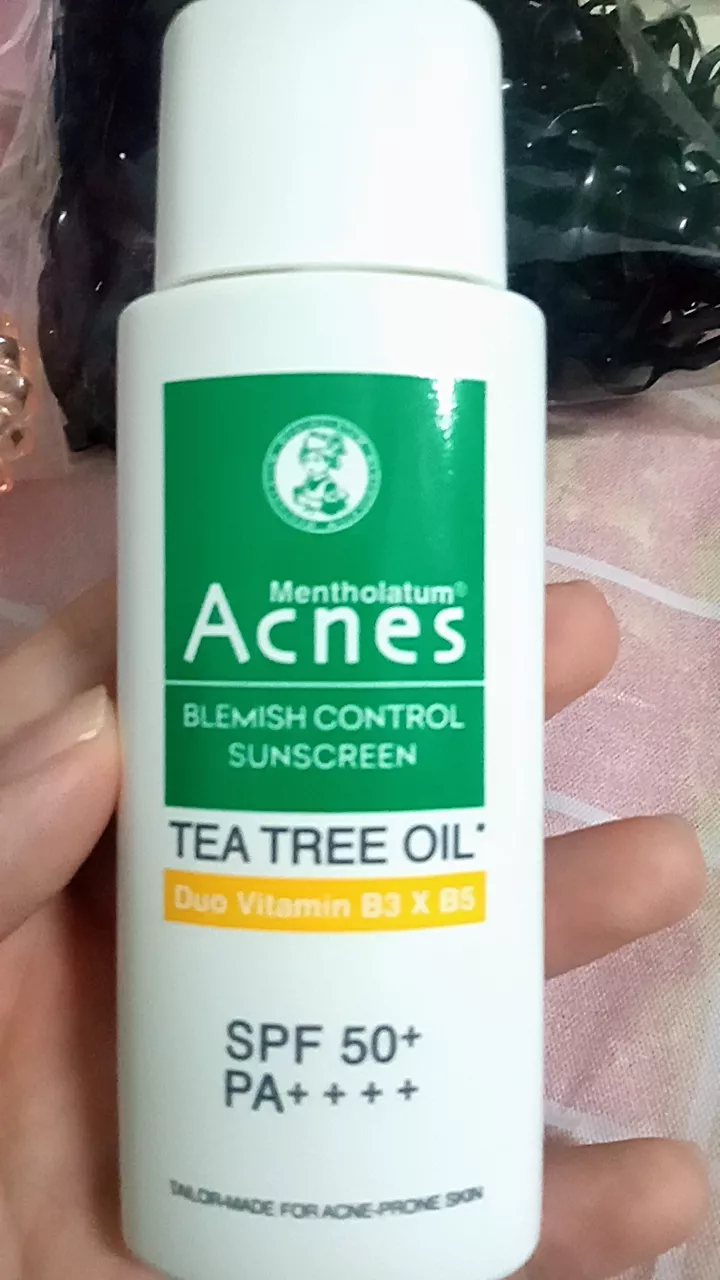 Mentholatum®
Acnes
BLEMISH CONTROL
SUNSCREEN
TEA TREE OIL*
Duo Vitamin B3 X B5
SPF 50+
PA++++
TAILOR-MADE FOR ACNE-PRONE SKIN